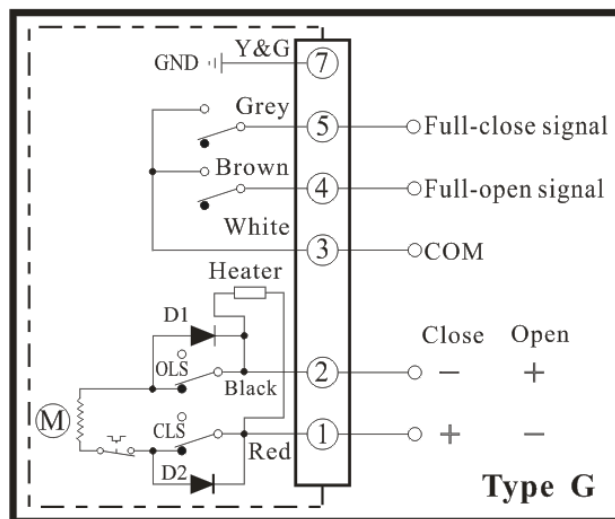 Y&G
GND 7
Grey 5 Full-close signal
Brown 4 Full-open signal
White 3 COM
Heater
D1 Close Open
OLS Black 2 − +
M CLS Red 1 + −
D2 Type G